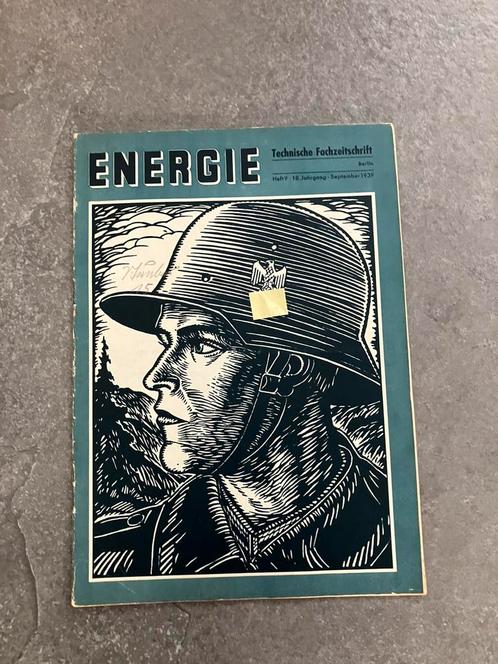 ENERGIE
Technische Fachzeitschrift
Berlin
Heft 9 · 18. Jahrgang · September 1939